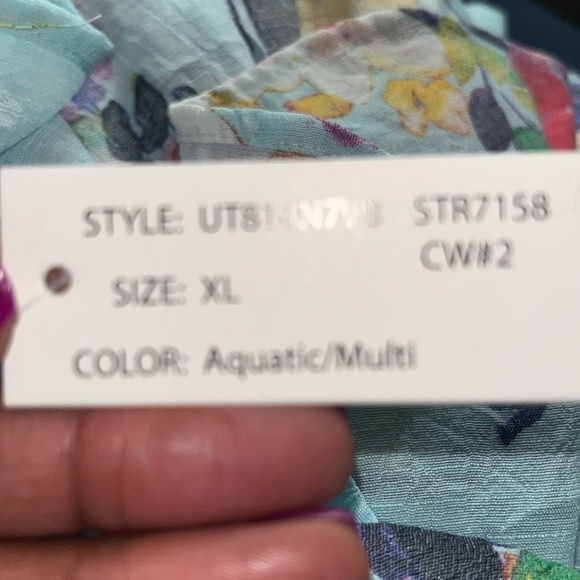 STYLE: STR7158
CW#2
SIZE: XL
COLOR: Aquatic/Multi